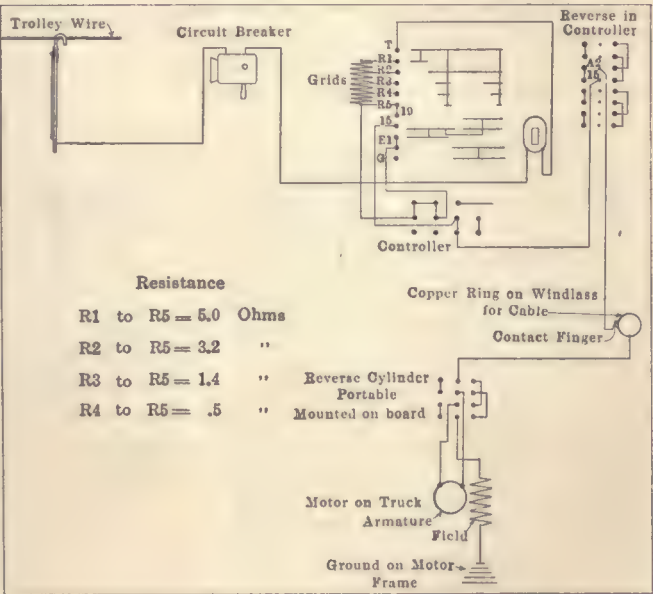 Trolley Wire
Circuit Breaker
Reverse in
Controller
T
R1
R2
R3
R4
R5
19
15
E1
G
Grids
A2
15
Controller
Resistance
R1 to R5 = 5.0 Ohms
R2 to R5 = 3.2 "
R3 to R5 = 1.4 "
R4 to R5 = .5 "
Copper Ring on Windlass
for Cable
Contact Finger
Reverse Cylinder
Portable
Mounted on board
Motor on Truck
Armature
Field
Ground on Motor
Frame